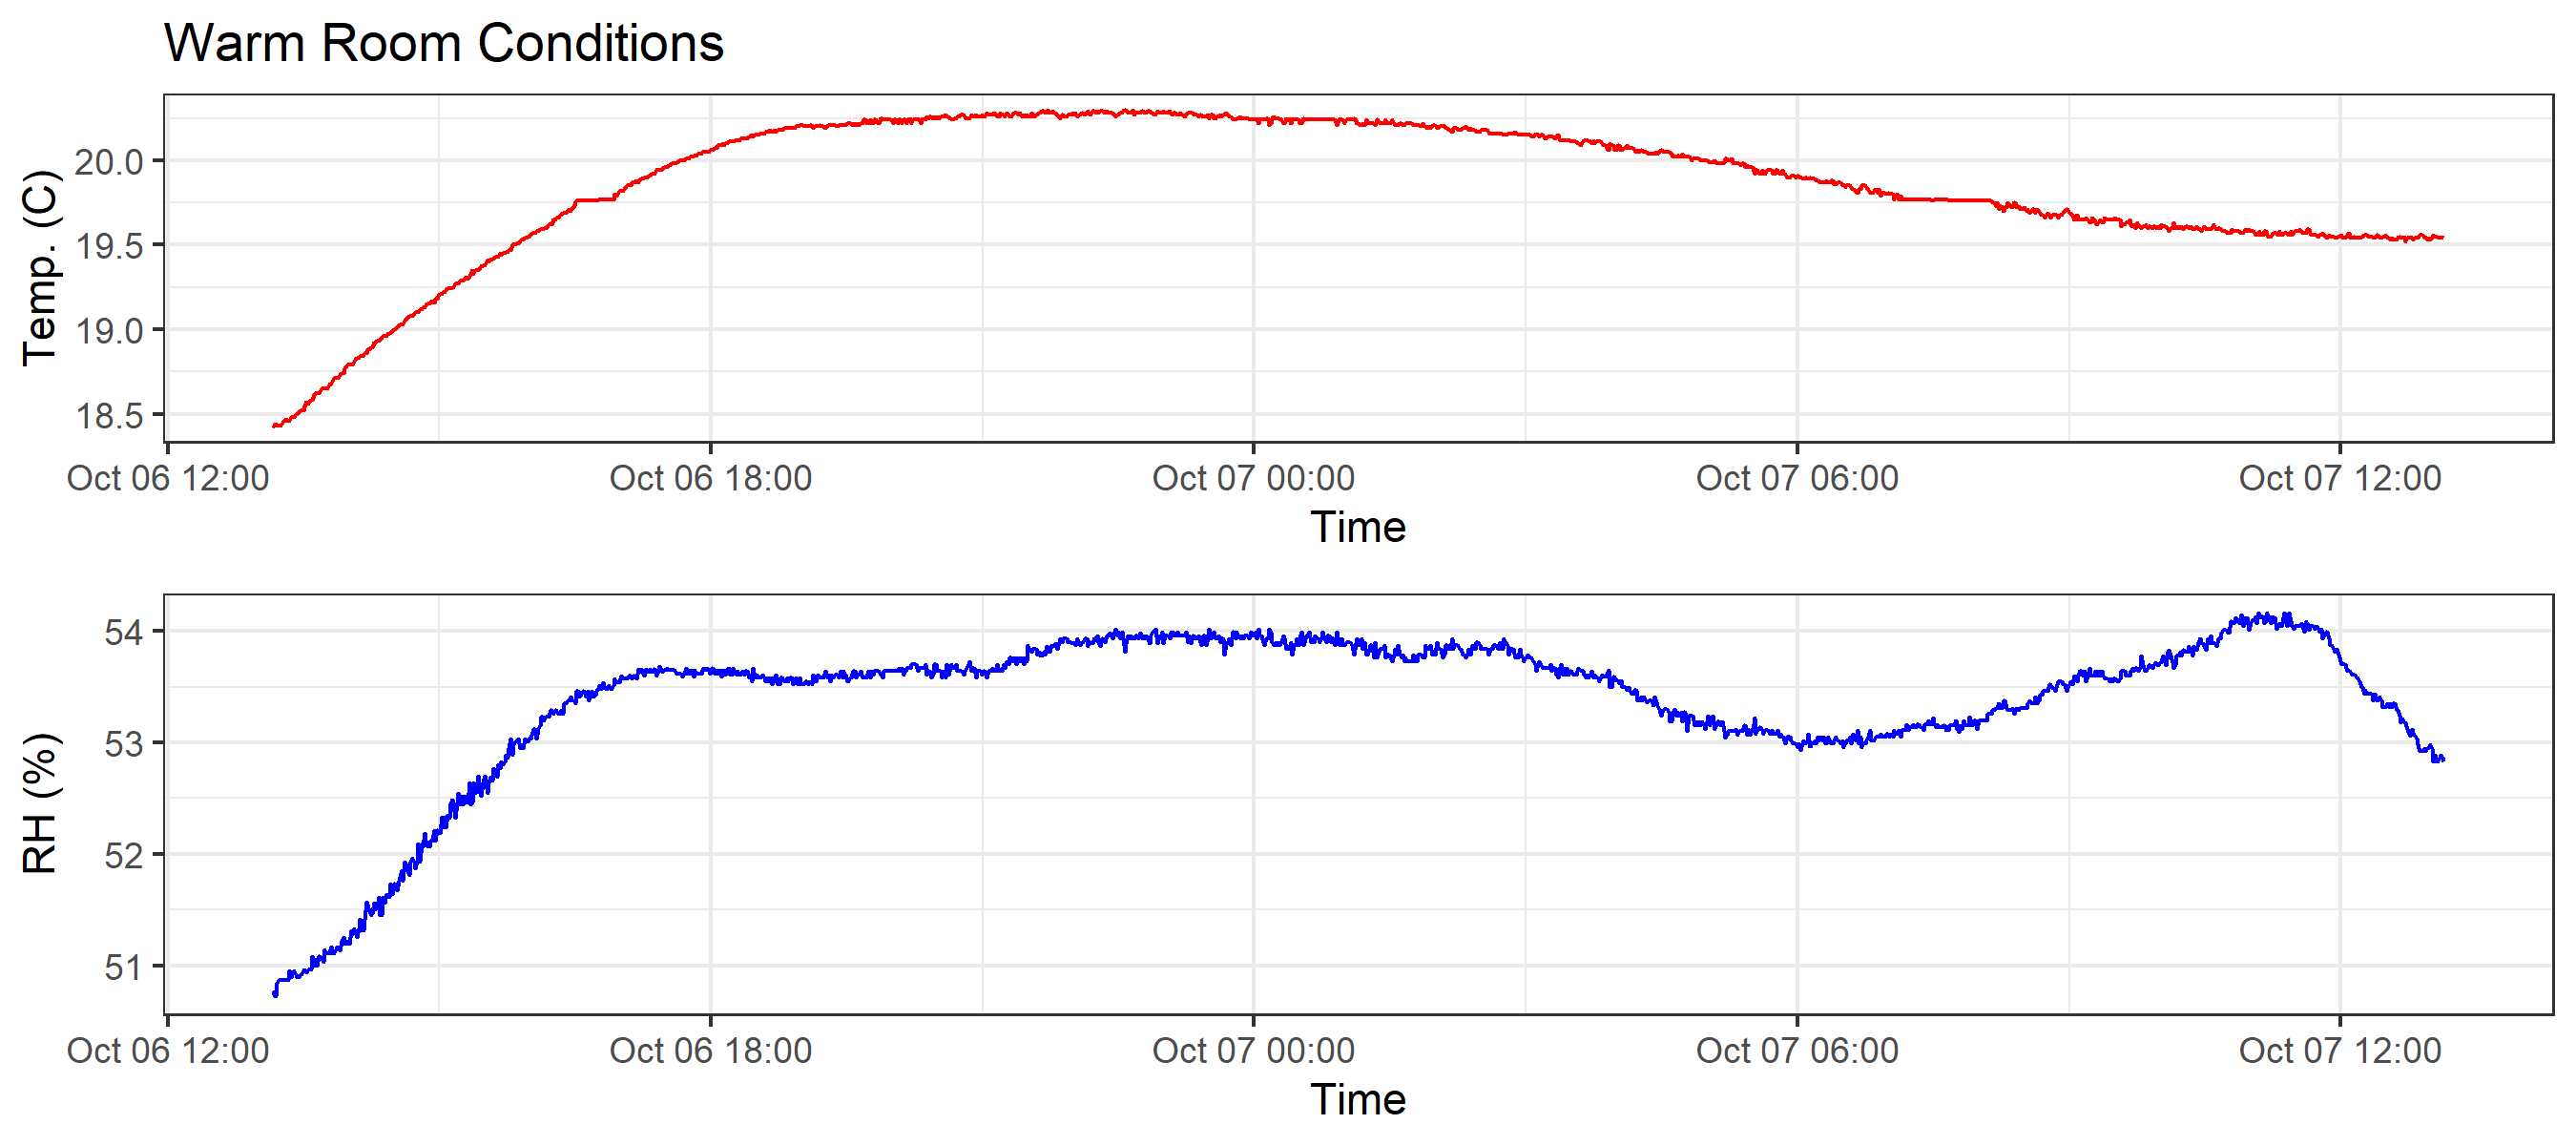 Warm Room Conditions
Temp. (C)
20.0
19.5
19.0
18.5
Oct 06 12:00 Oct 06 18:00 Oct 07 00:00 Oct 07 06:00 Oct 07 12:00
Time
RH (%)
54
53
52
51
Oct 06 12:00 Oct 06 18:00 Oct 07 00:00 Oct 07 06:00 Oct 07 12:00
Time